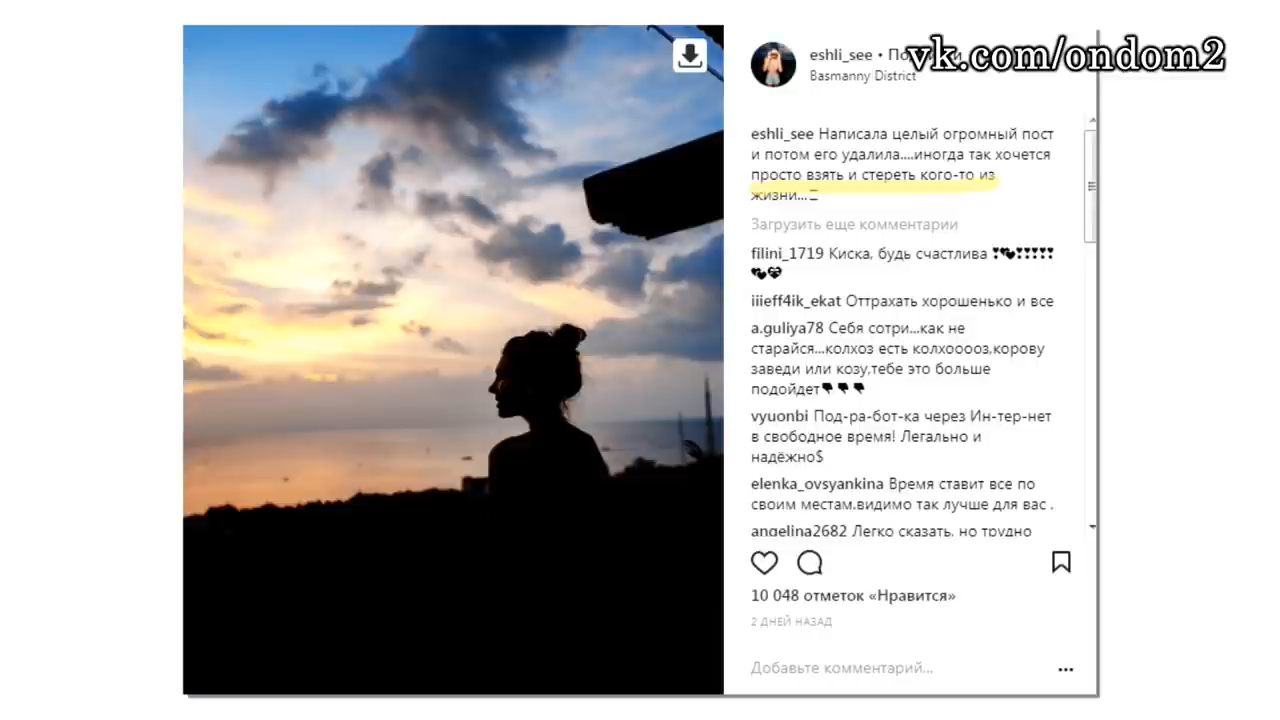 vk.com/ondom2
eshli_see •
Basmanny District
eshli_see Написала целый огромный пост
и потом его удалила....иногда так хочется
просто взять и стереть кого-то из
жизни...
Загрузить еще комментарии
filini_1719 Киска, будь счастлива
iiieff4ik_ekat Оттрахать хорошенько и все
a.guliya78 Себя сотри...как не
старайся...колхоз есть колхооооз,корову
заведи или козу,тебе это больше
подойдет
vyuonbi Под-ра-бот-ка через Ин-тер-нет
в свободное время! Легально и
надёжно$
elenka_ovsyankina Время ставит все по
своим местам.видимо так лучше для вас .
angelina2682 Легко сказать, но трудно
10 048 отметок «Нравится»
2 ДНЕЙ НАЗАД
Добавьте комментарий...